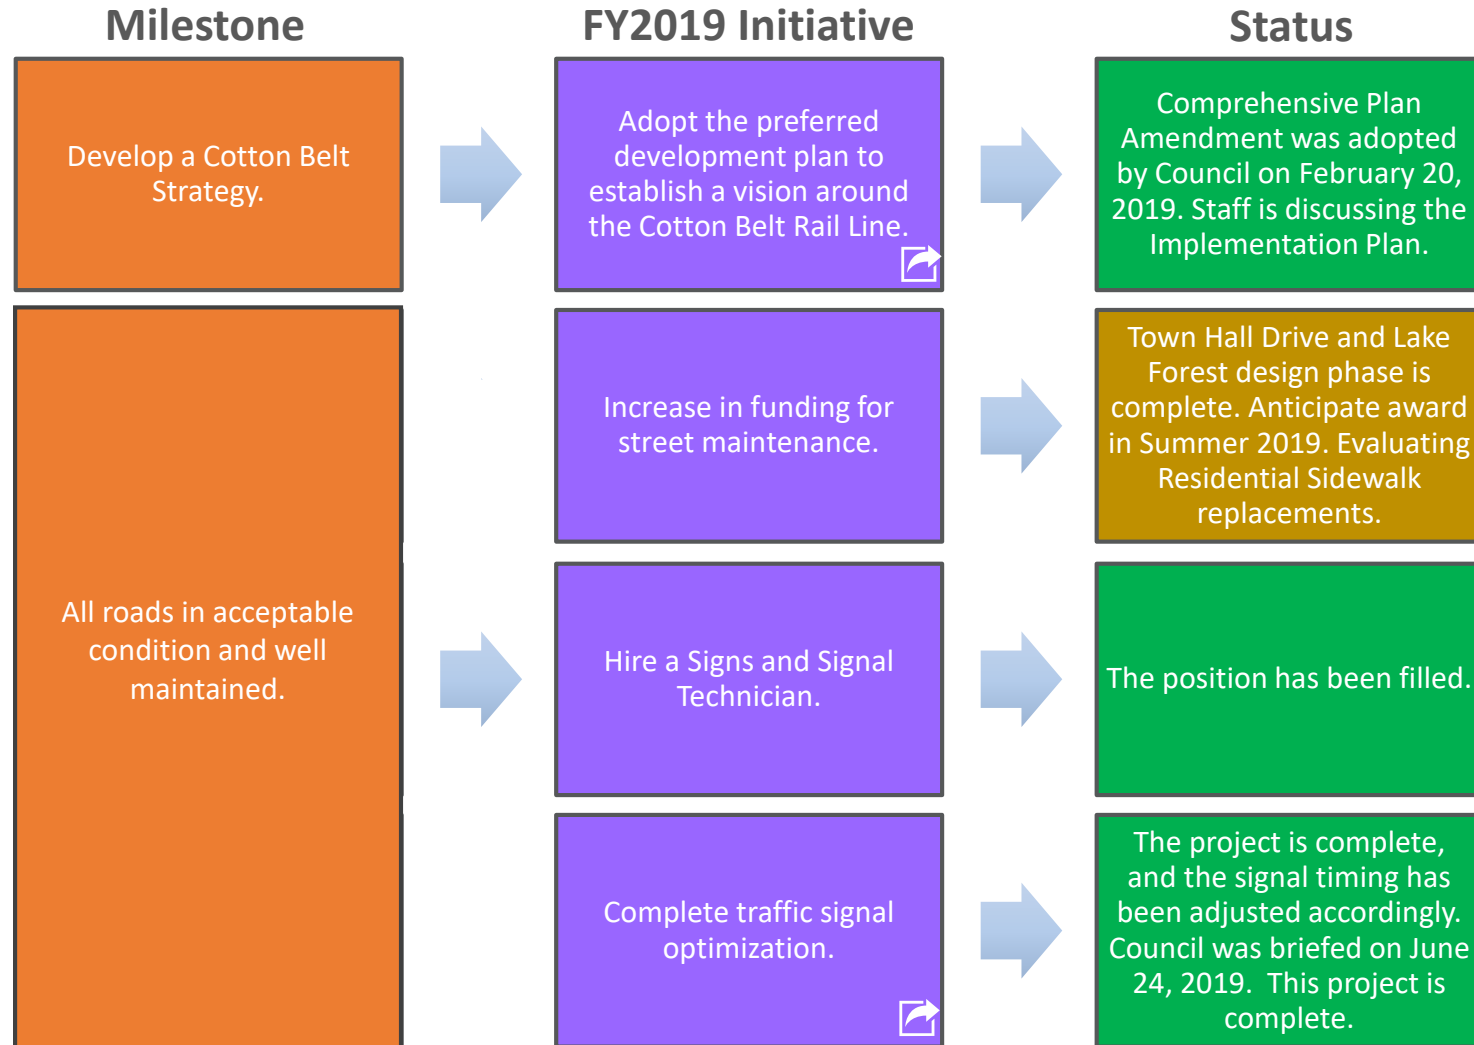 Milestone
FY2019 Initiative
Status
Develop a Cotton Belt
Strategy.
Adopt the preferred
development plan to
establish a vision around
the Cotton Belt Rail Line.
Comprehensive Plan
Amendment was adopted
by Council on February 20,
2019. Staff is discussing the
Implementation Plan.
All roads in acceptable
condition and well
maintained.
Increase in funding for
street maintenance.
Town Hall Drive and Lake
Forest design phase is
complete. Anticipate award
in Summer 2019. Evaluating
Residential Sidewalk
replacements.
Hire a Signs and Signal
Technician.
The position has been filled.
Complete traffic signal
optimization.
The project is complete,
and the signal timing has
been adjusted accordingly.
Council was briefed on June
24, 2019.  This project is
complete.